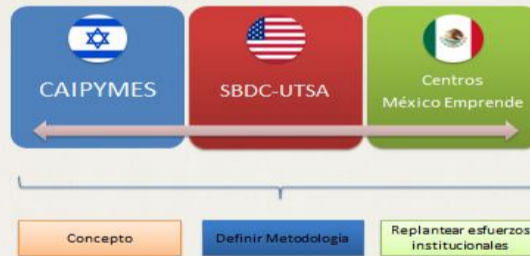 CAIPYMES
SBDC-UTSA
Centros
México Emprende
Concepto
Definir Metodología
Replantear esfuerzos
institucionales